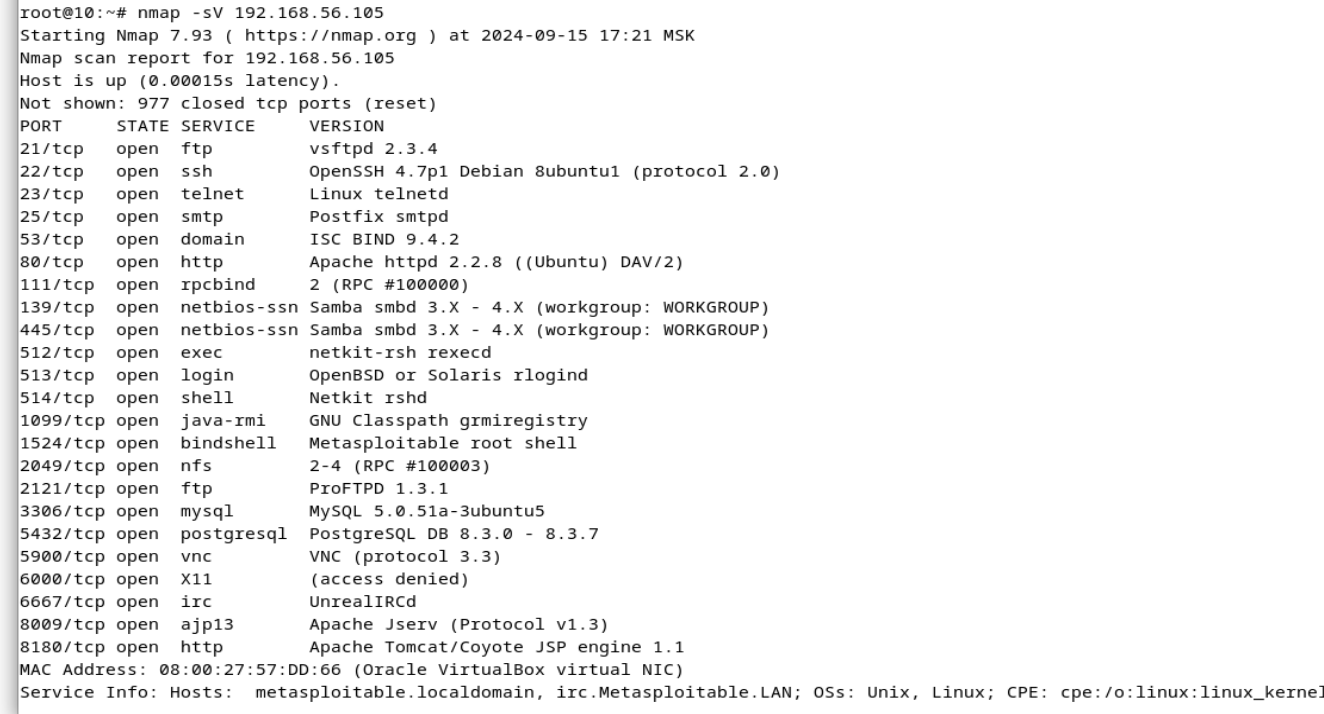 root@10:~# nmap -sV 192.168.56.105
Starting Nmap 7.93 ( https://nmap.org ) at 2024-09-15 17:21 MSK
Nmap scan report for 192.168.56.105
Host is up (0.00015s latency).
Not shown: 977 closed tcp ports (reset)
PORT     STATE SERVICE     VERSION
21/tcp   open  ftp         vsftpd 2.3.4
22/tcp   open  ssh         OpenSSH 4.7p1 Debian 8ubuntu1 (protocol 2.0)
23/tcp   open  telnet      Linux telnetd
25/tcp   open  smtp        Postfix smtpd
53/tcp   open  domain      ISC BIND 9.4.2
80/tcp   open  http        Apache httpd 2.2.8 ((Ubuntu) DAV/2)
111/tcp  open  rpcbind     2 (RPC #100000)
139/tcp  open  netbios-ssn Samba smbd 3.X - 4.X (workgroup: WORKGROUP)
445/tcp  open  netbios-ssn Samba smbd 3.X - 4.X (workgroup: WORKGROUP)
512/tcp  open  exec        netkit-rsh rexecd
513/tcp  open  login       OpenBSD or Solaris rlogind
514/tcp  open  shell       Netkit rshd
1099/tcp open  java-rmi    GNU Classpath grmiregistry
1524/tcp open  bindshell   Metasploitable root shell
2049/tcp open  nfs         2-4 (RPC #100003)
2121/tcp open  ftp         ProFTPD 1.3.1
3306/tcp open  mysql       MySQL 5.0.51a-3ubuntu5
5432/tcp open  postgresql  PostgreSQL DB 8.3.0 - 8.3.7
5900/tcp open  vnc         VNC (protocol 3.3)
6000/tcp open  X11         (access denied)
6667/tcp open  irc         UnrealIRCd
8009/tcp open  ajp13       Apache Jserv (Protocol v1.3)
8180/tcp open  http        Apache Tomcat/Coyote JSP engine 1.1
MAC Address: 08:00:27:57:DD:66 (Oracle VirtualBox virtual NIC)
Service Info: Hosts:  metasploitable.localdomain, irc.Metasploitable.LAN; OSs: Unix, Linux; CPE: cpe:/o:linux:linux_kernel